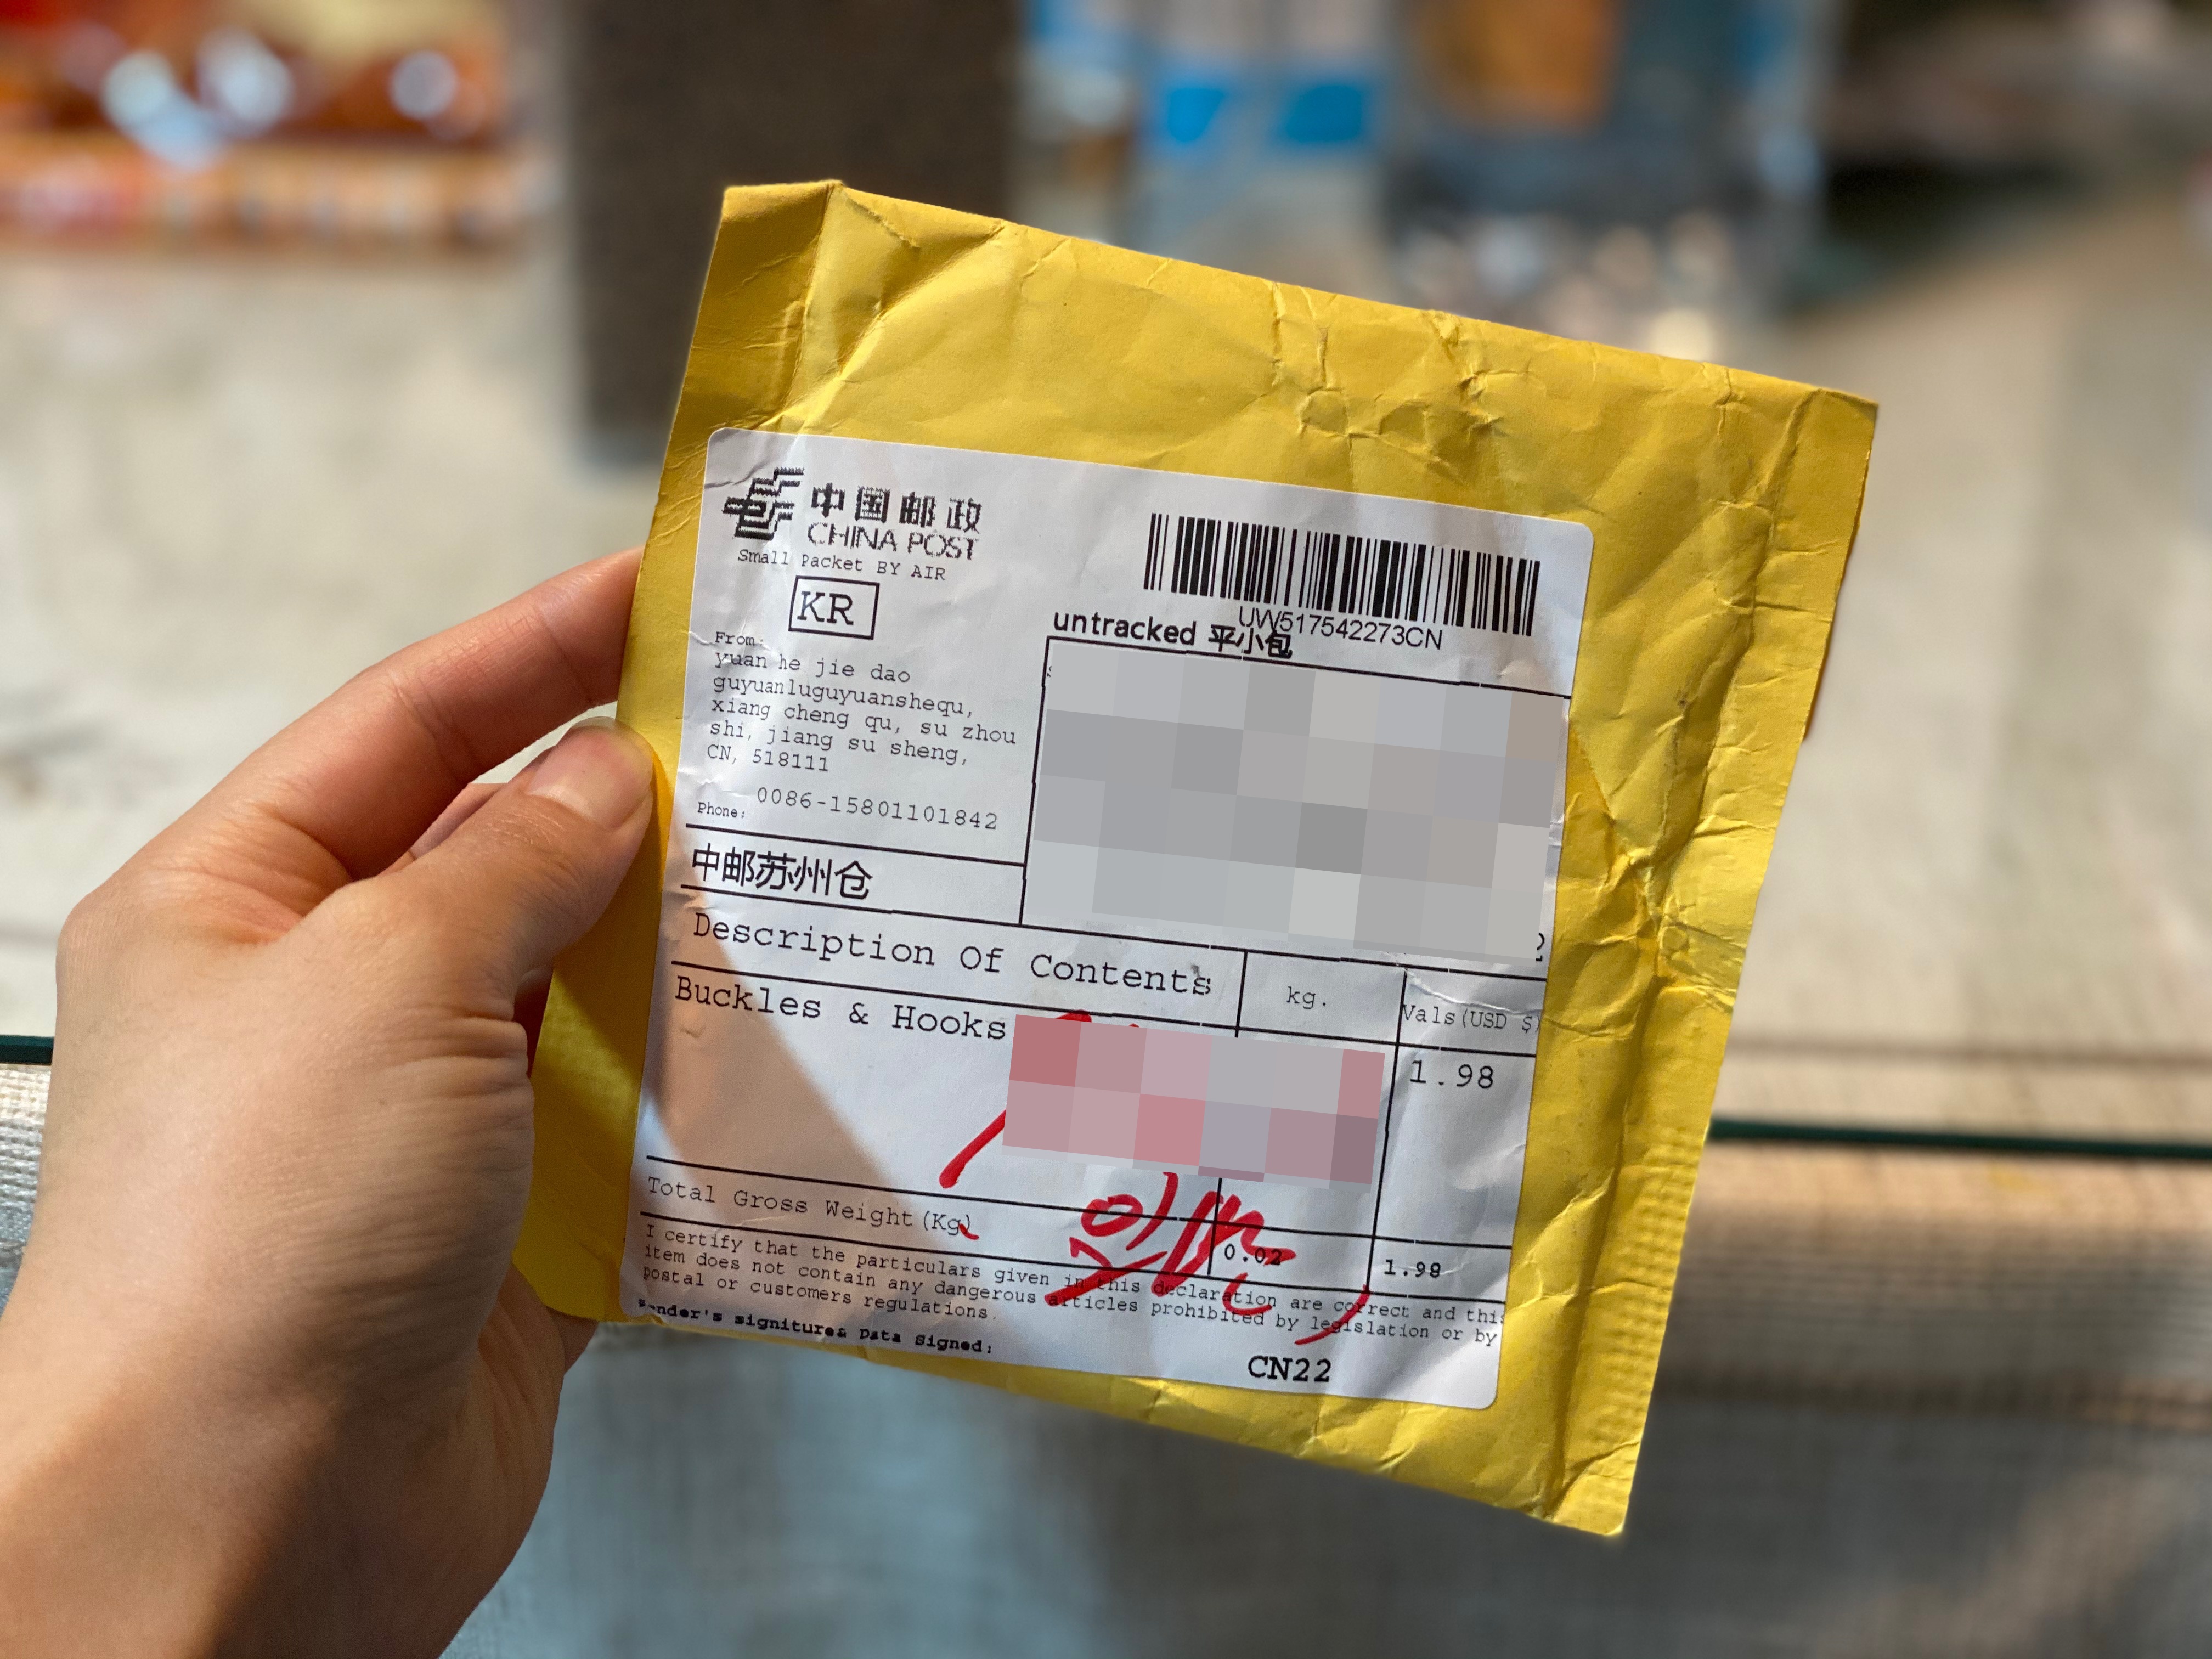 中国邮政
CHINA POST
Small Packet BY AIR
KR
UW517542273CN
untracked 平小包
From:
yuan he jie dao
guyuanluguyuanshequ,
xiang cheng qu, su zhou
shi, jiang su sheng,
CN, 518111
Phone: 0086-15801101842
中邮苏州仓
Description Of Contents kg. Vals(USD $)
Buckles & Hooks 1.98
Total Gross Weight(Kg) 0.02 1.98
I certify that the particulars given in this declaration are correct and this
item does not contain any dangerous articles prohibited by legislation or by
postal or customers regulations.
Sender's signiture& Data Signed:
CN22